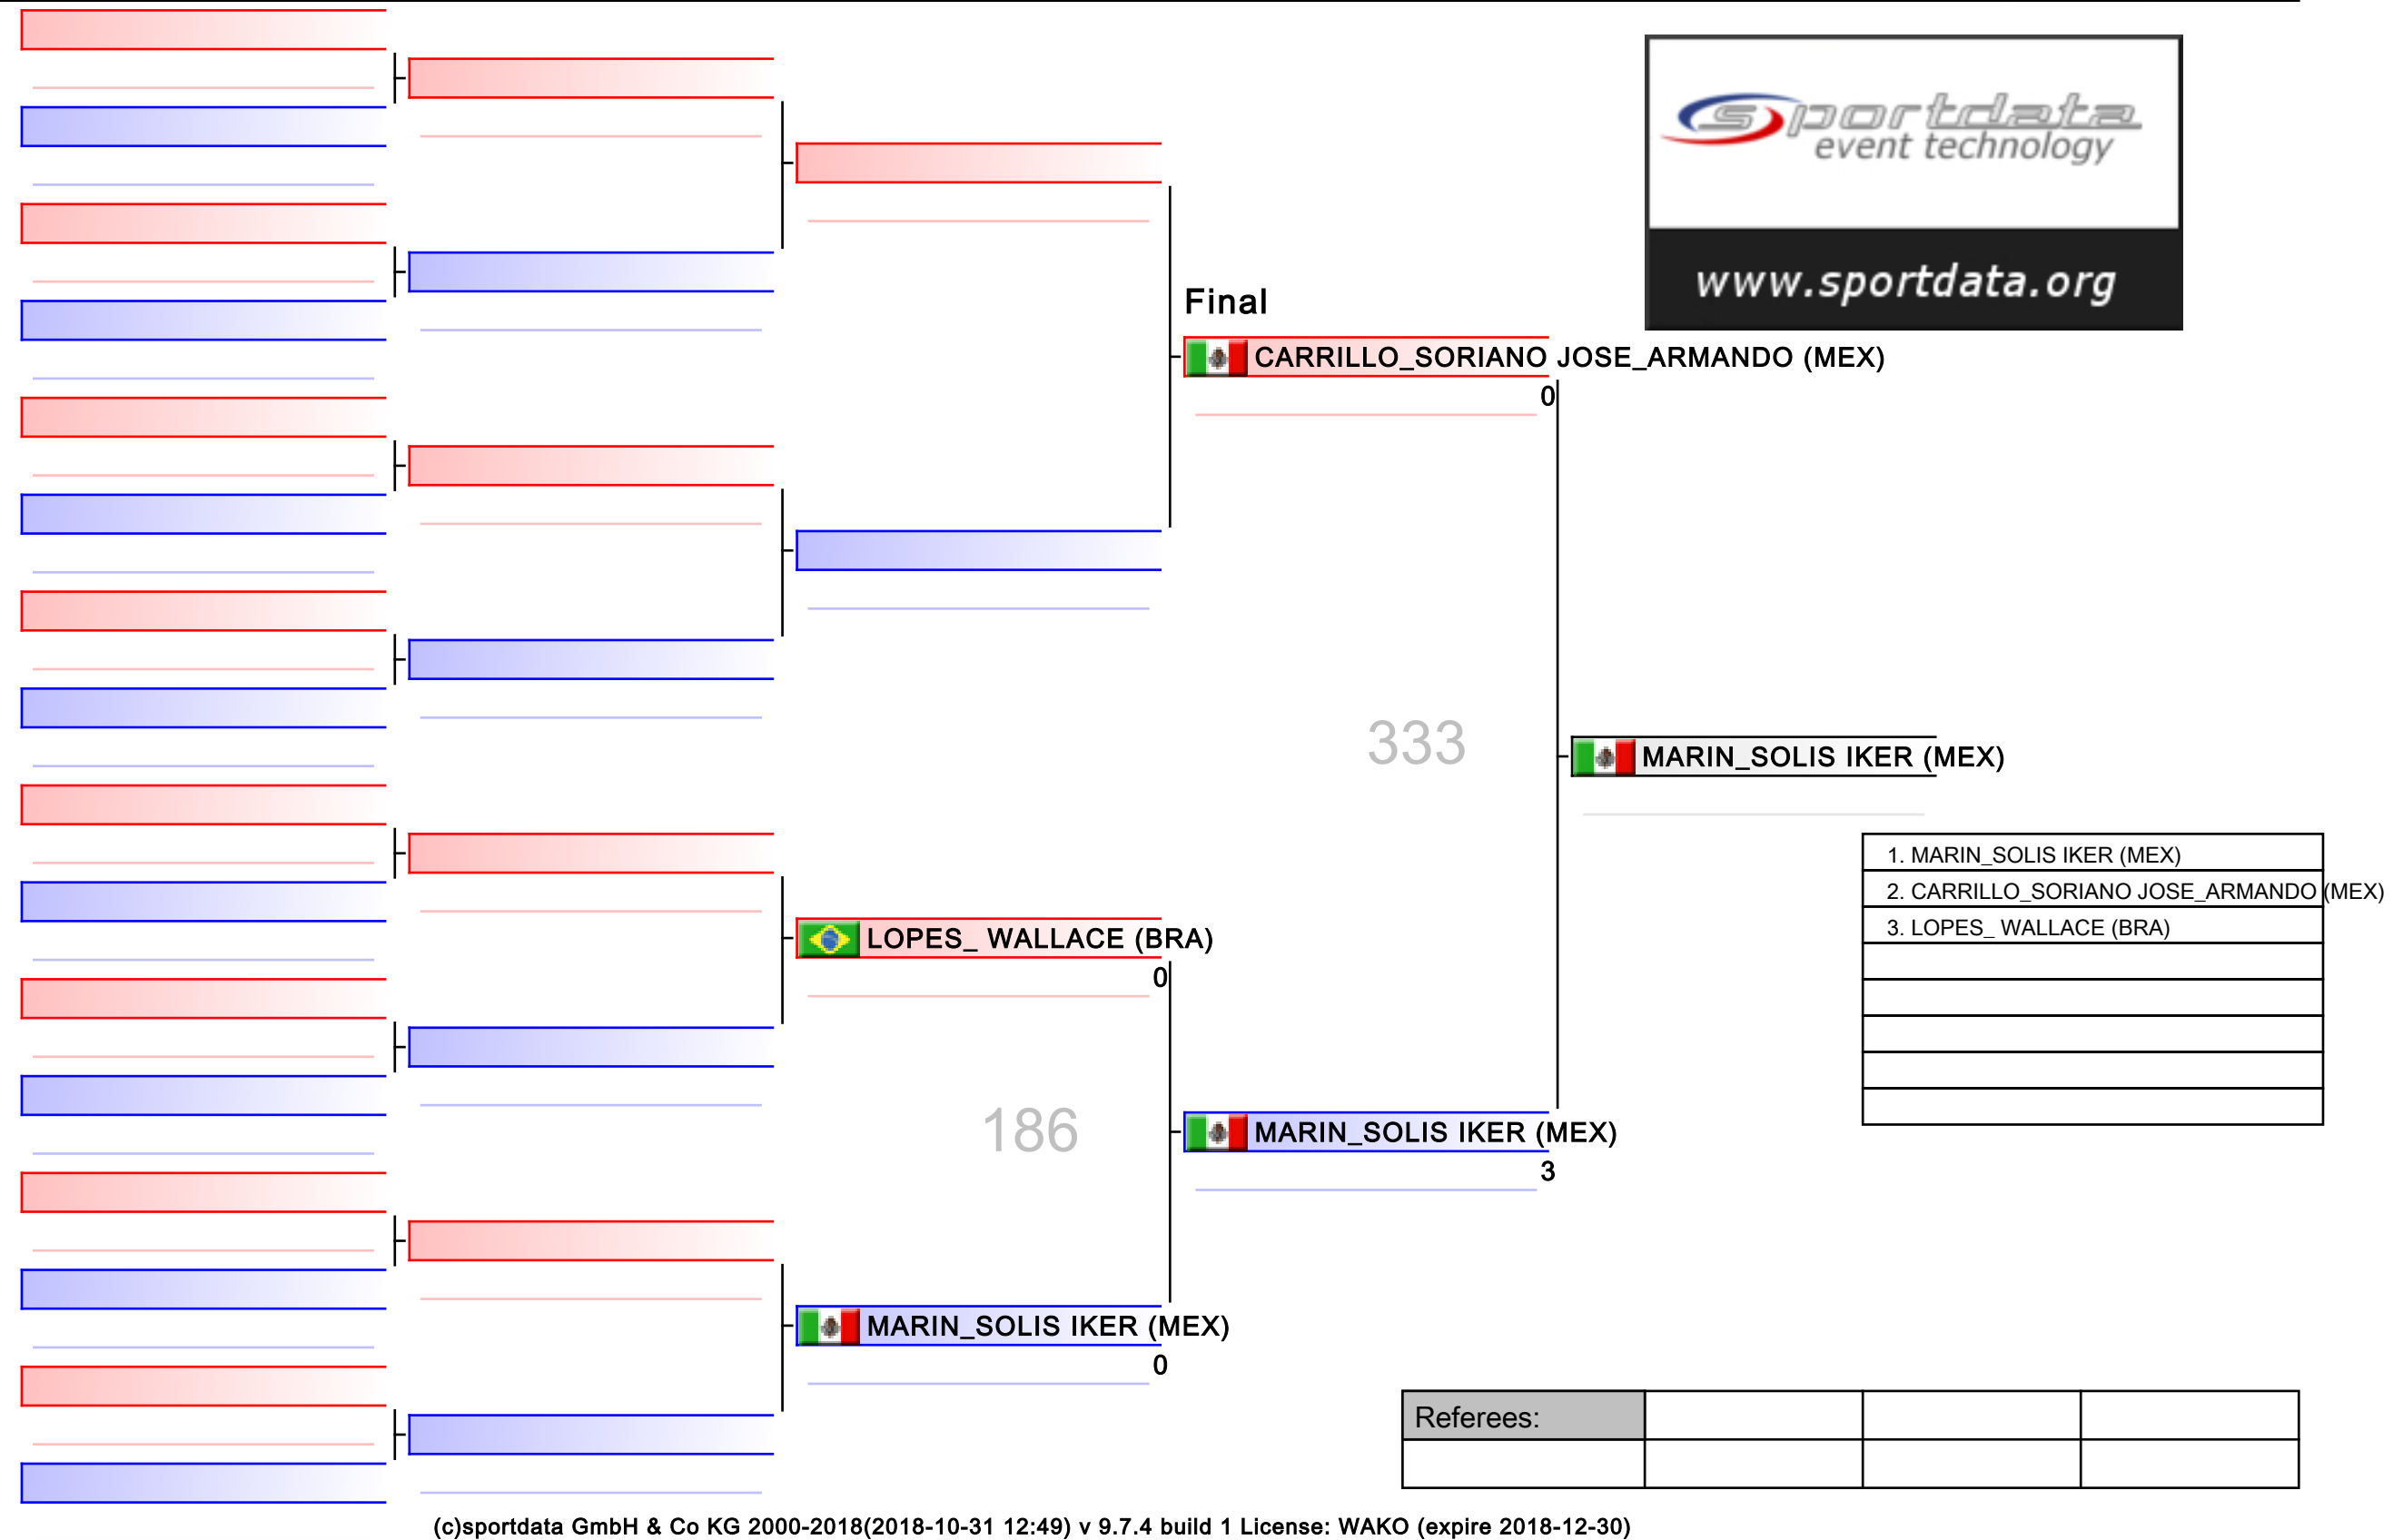 sportdata
event technology
www.sportdata.org
Final
CARRILLO_SORIANO JOSE_ARMANDO (MEX)
0
333
MARIN_SOLIS IKER (MEX)
1. MARIN_SOLIS IKER (MEX)
2. CARRILLO_SORIANO JOSE_ARMANDO (MEX)
3. LOPES_ WALLACE (BRA)
LOPES_ WALLACE (BRA)
0
186
MARIN_SOLIS IKER (MEX)
3
MARIN_SOLIS IKER (MEX)
0
Referees:
(c)sportdata GmbH & Co KG 2000-2018(2018-10-31 12:49) v 9.7.4 build 1 License: WAKO (expire 2018-12-30)